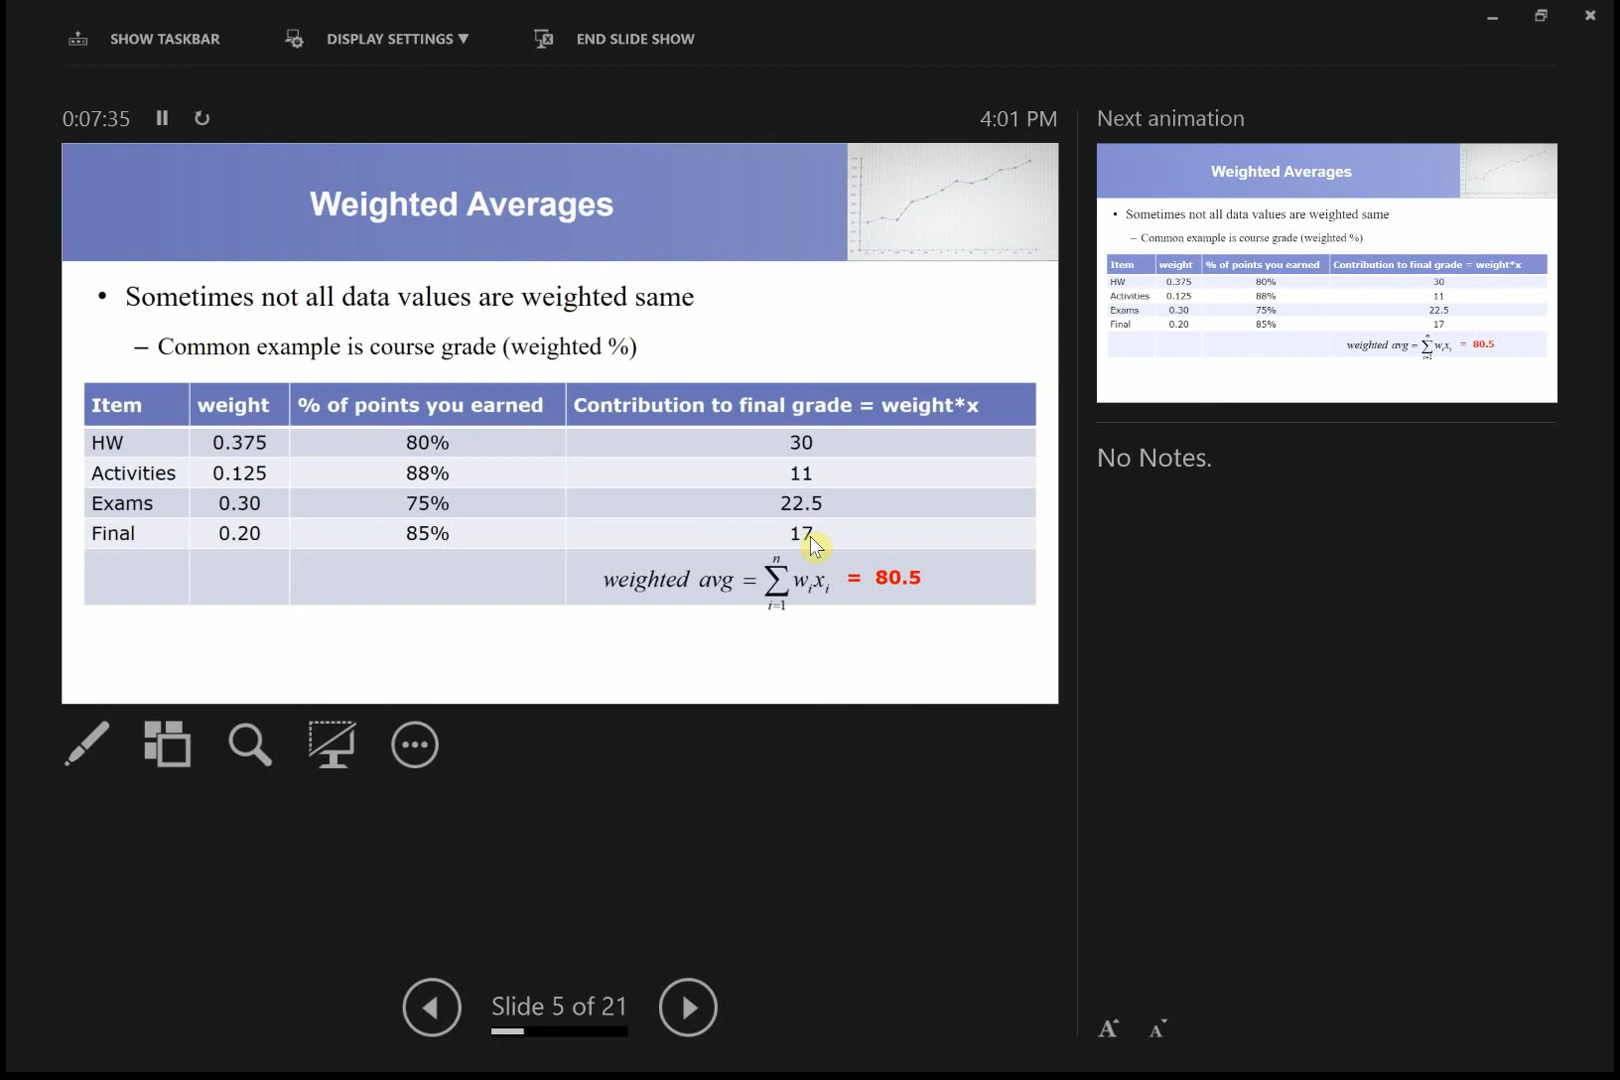 SHOW TASKBAR
DISPLAY SETTINGS ▼
END SLIDE SHOW
0:07:35
4:01 PM
Weighted Averages
• Sometimes not all data values are weighted same
– Common example is course grade (weighted %)
Item weight % of points you earned Contribution to final grade = weight*x
HW 0.375 80% 30
Activities 0.125 88% 11
Exams 0.30 75% 22.5
Final 0.20 85% 17
weighted avg = ∑ᵢ₌₁ⁿ wᵢxᵢ = 80.5
Slide 5 of 21
Next animation
Weighted Averages
• Sometimes not all data values are weighted same
– Common example is course grade (weighted %)
Item weight % of points you earned Contribution to final grade = weight*x
HW 0.375 80% 30
Activities 0.125 88% 11
Exams 0.30 75% 22.5
Final 0.20 85% 17
weighted avg = ∑ᵢ₌₁ⁿ wᵢxᵢ = 80.5
No Notes.
A A